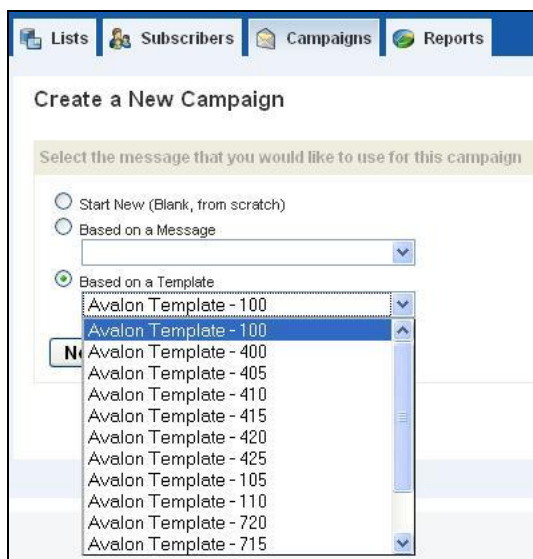 Lists Subscribers Campaigns Reports
Create a New Campaign
Select the message that you would like to use for this campaign
Start New (Blank, from scratch)
Based on a Message
Based on a Template
Avalon Template - 100
Avalon Template - 100
Avalon Template - 400
Avalon Template - 405
Avalon Template - 410
Avalon Template - 415
Avalon Template - 420
Avalon Template - 425
Avalon Template - 105
Avalon Template - 110
Avalon Template - 720
Avalon Template - 715